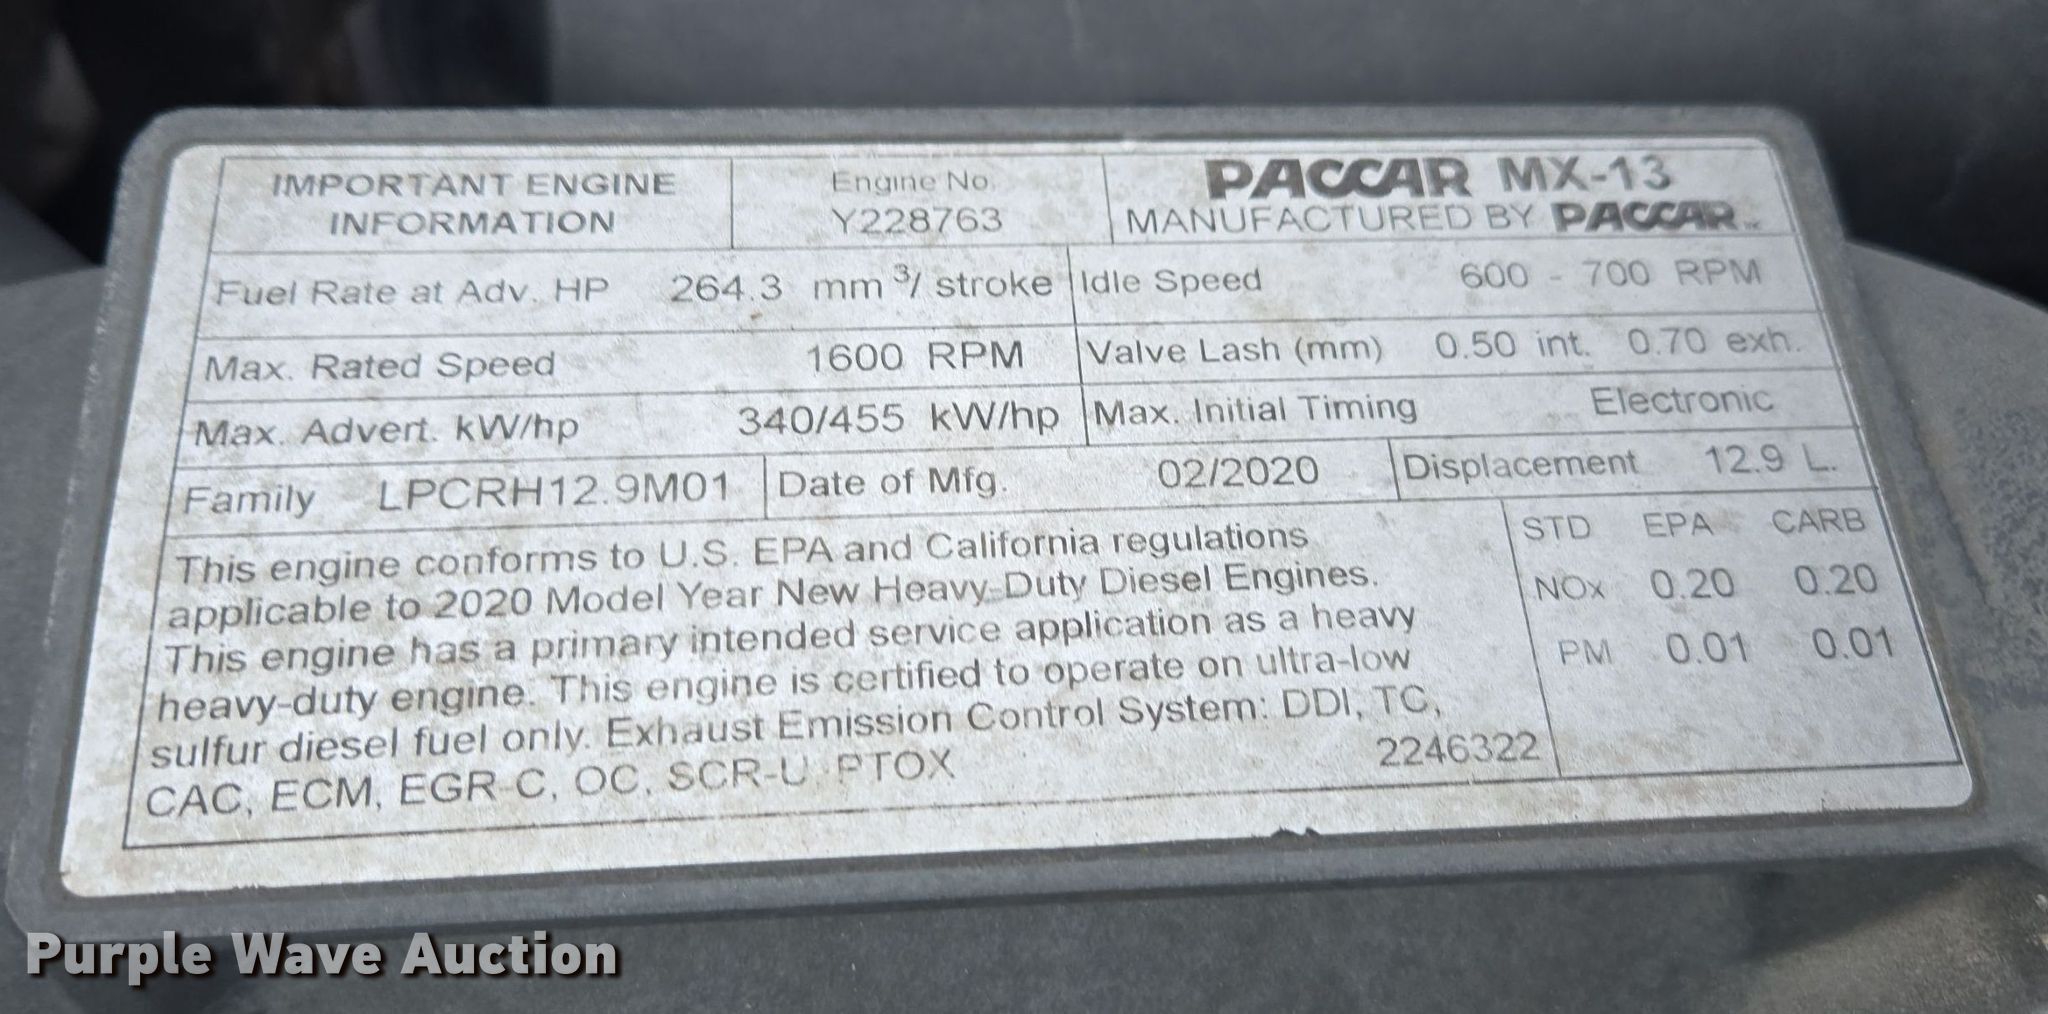 IMPORTANT ENGINE
INFORMATION
Engine No.
Y228763
PACCAR MX-13
MANUFACTURED BY PACCAR
Fuel Rate at Adv. HP 264.3 mm³/ stroke
Idle Speed 600 - 700 RPM
Max. Rated Speed 1600 RPM
Valve Lash (mm) 0.50 int. 0.70 exh.
Max. Advert. kW/hp 340/455 kW/hp
Max. Initial Timing Electronic
Family LPCRH12.9M01
Date of Mfg. 02/2020
Displacement 12.9 L.
This engine conforms to U.S. EPA and California regulations
applicable to 2020 Model Year New Heavy-Duty Diesel Engines.
This engine has a primary intended service application as a heavy
heavy-duty engine. This engine is certified to operate on ultra-low
sulfur diesel fuel only. Exhaust Emission Control System: DDI, TC,
CAC, ECM, EGR-C, OC, SCR-U, PTOX
2246322
STD EPA CARB
NOx 0.20 0.20
PM 0.01 0.01
Purple Wave Auction